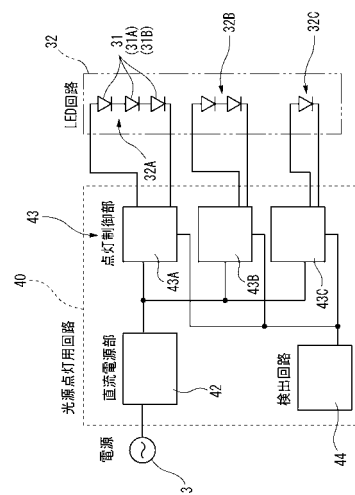 32
31
(31A)
(31B)
32B
32C
LED回路
32A
43
点灯制御部
40
43A
43B
43C
光源点灯用回路
直流電源部
42
検出回路
44
電源
3